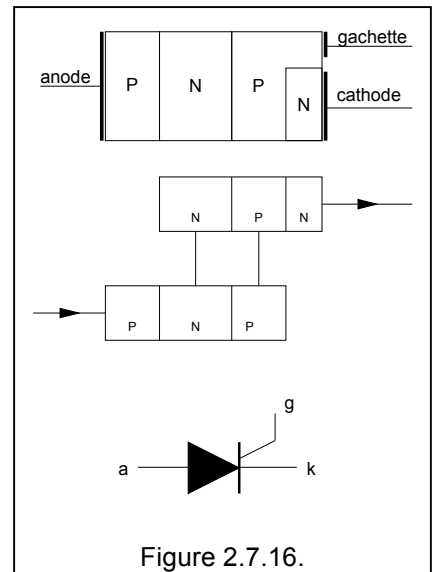 gachette
anode P N P
N cathode
N P N
P N P
g
a k
Figure 2.7.16.